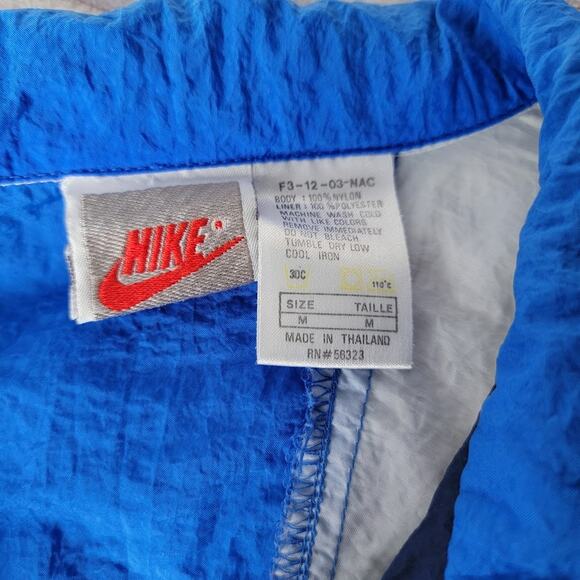 NIKE
F3-12-03-NAC
BODY : 100%NYLON
LINER : 100 %POLYESTER
MACHINE WASH COLD
WITH LIKE COLORS
REMOVE IMMEDIATELY
DO NOT BLEACH
TUMBLE DRY LOW
COOL IRON
30C 110°C
SIZE TAILLE
M M
MADE IN THAILAND
RN#56323